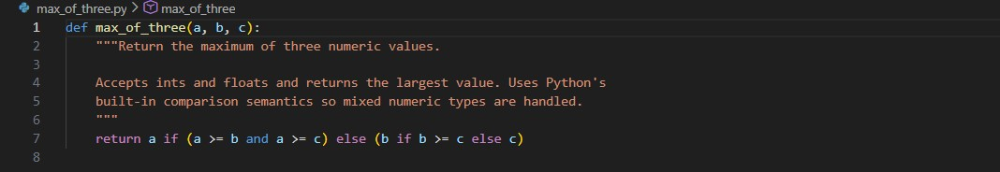 max_of_three.py > max_of_three
1 def max_of_three(a, b, c):
2     """Return the maximum of three numeric values.
3
4     Accepts ints and floats and returns the largest value. Uses Python's
5     built-in comparison semantics so mixed numeric types are handled.
6     """
7     return a if (a >= b and a >= c) else (b if b >= c else c)
8